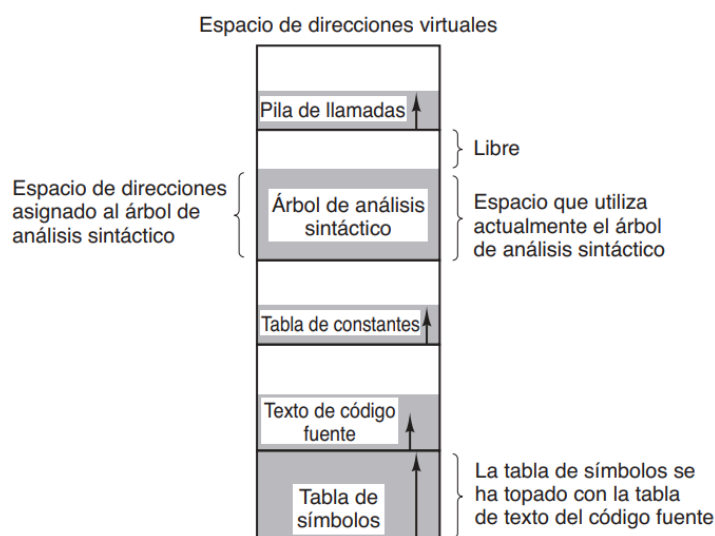 Espacio de direcciones virtuales
Pila de llamadas
Libre
Espacio de direcciones
asignado al árbol de
análisis sintáctico
Árbol de análisis
sintáctico
Espacio que utiliza
actualmente el árbol
de análisis sintáctico
Tabla de constantes
Texto de código
fuente
Tabla de
símbolos
La tabla de símbolos se
ha topado con la tabla
de texto del código fuente